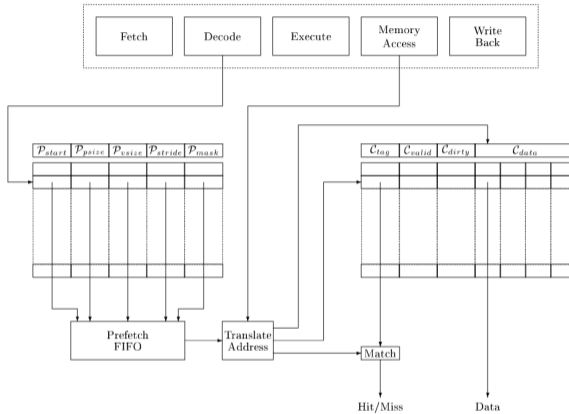 Fetch
Decode
Execute
Memory
Access
Write
Back
𝒫start 𝒫psize 𝒫vsize 𝒫stride 𝒫mask
𝒞tag 𝒞valid 𝒞dirty 𝒞data
Prefetch
FIFO
Translate
Address
Match
Hit/Miss
Data